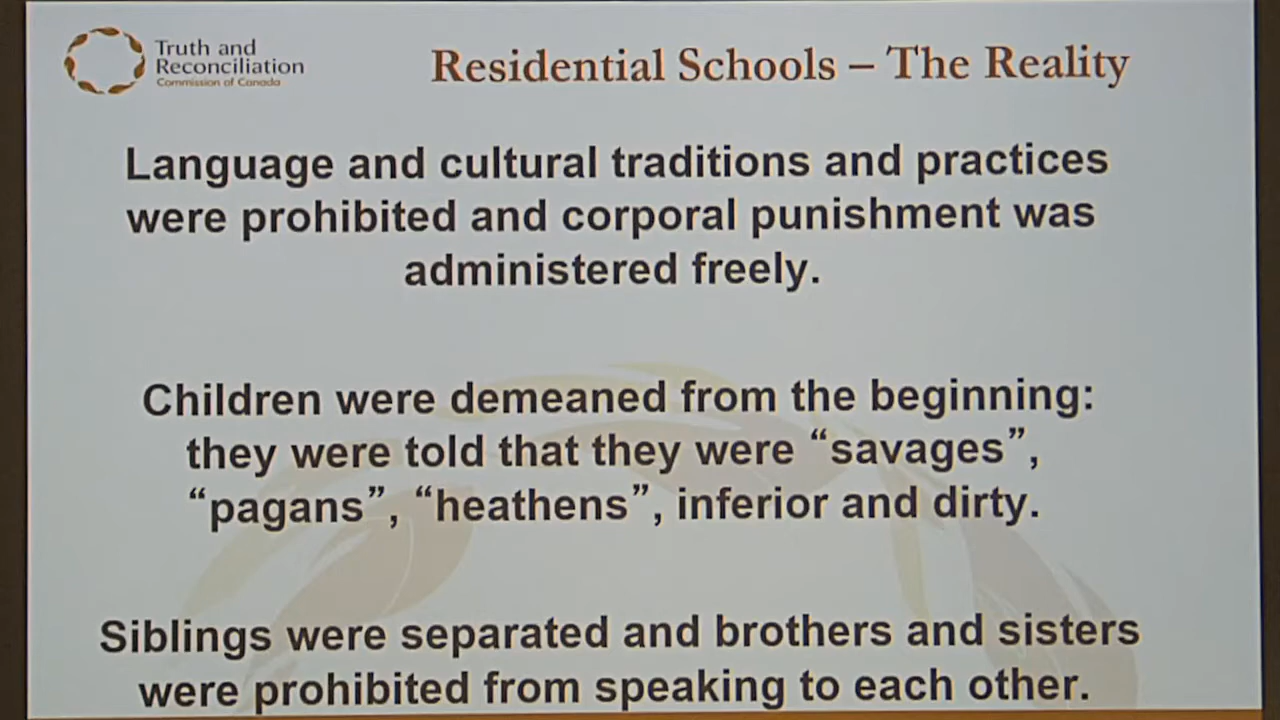 Truth and
Reconciliation
Commission of Canada
Residential Schools – The Reality
Language and cultural traditions and practices
were prohibited and corporal punishment was
administered freely.
Children were demeaned from the beginning:
they were told that they were “savages”,
“pagans”, “heathens”, inferior and dirty.
Siblings were separated and brothers and sisters
were prohibited from speaking to each other.